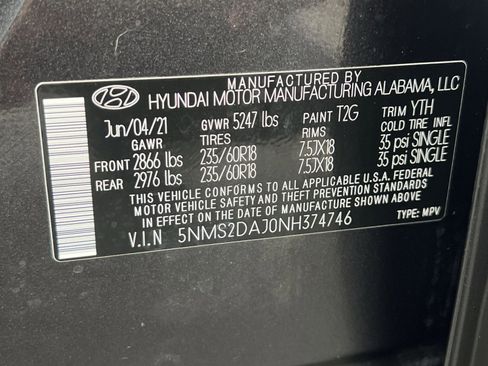 MANUFACTURED BY
HYUNDAI MOTOR MANUFACTURING ALABAMA, LLC
Jun/04/21 GVWR 5247 lbs PAINT T2G TRIM YTH
GAWR TIRES RIMS COLD TIRE INFL
FRONT 2866 lbs 235/60R18 7.5JX18 35 psi SINGLE
REAR 2976 lbs 235/60R18 7.5JX18 35 psi SINGLE
THIS VEHICLE CONFORMS TO ALL APPLICABLE U.S.A. FEDERAL
MOTOR VEHICLE SAFETY AND THEFT PREVENTION STANDARDS
IN EFFECT ON THE DATE OF MANUFACTURE SHOWN ABOVE.
V.I.N 5NMS2DAJ0NH374746 TYPE: MPV